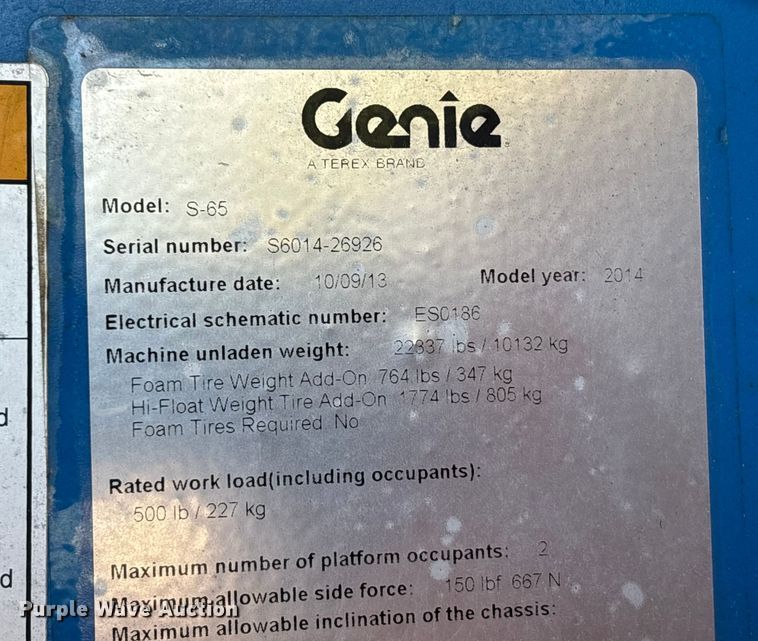 Genie
A TEREX BRAND
Model: S-65
Serial number: S6014-26926
Manufacture date: 10/09/13 Model year: 2014
Electrical schematic number: ES0186
Machine unladen weight: 22337 lbs / 10132 kg
Foam Tire Weight Add-On 764 lbs / 347 kg
Hi-Float Weight Tire Add-On 1774 lbs / 805 kg
Foam Tires Required No
Rated work load(including occupants):
500 lb / 227 kg
Maximum number of platform occupants: 2
Maximum allowable side force: 150 lbf 667 N
Maximum allowable inclination of the chassis:
d
d
Purple Wave Auction